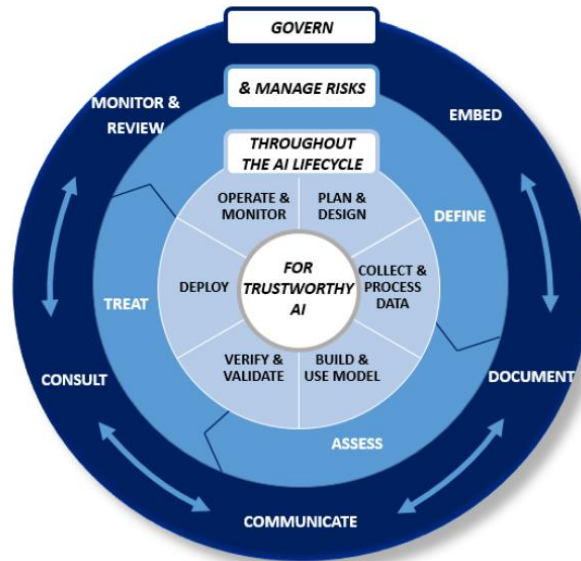 GOVERN
& MANAGE RISKS
THROUGHOUT
THE AI LIFECYCLE
MONITOR &
REVIEW
EMBED
OPERATE &
MONITOR
PLAN &
DESIGN
DEFINE
FOR
TRUSTWORTHY
AI
COLLECT &
PROCESS
DATA
DEPLOY
TREAT
VERIFY &
VALIDATE
BUILD &
USE MODEL
CONSULT
DOCUMENT
ASSESS
COMMUNICATE